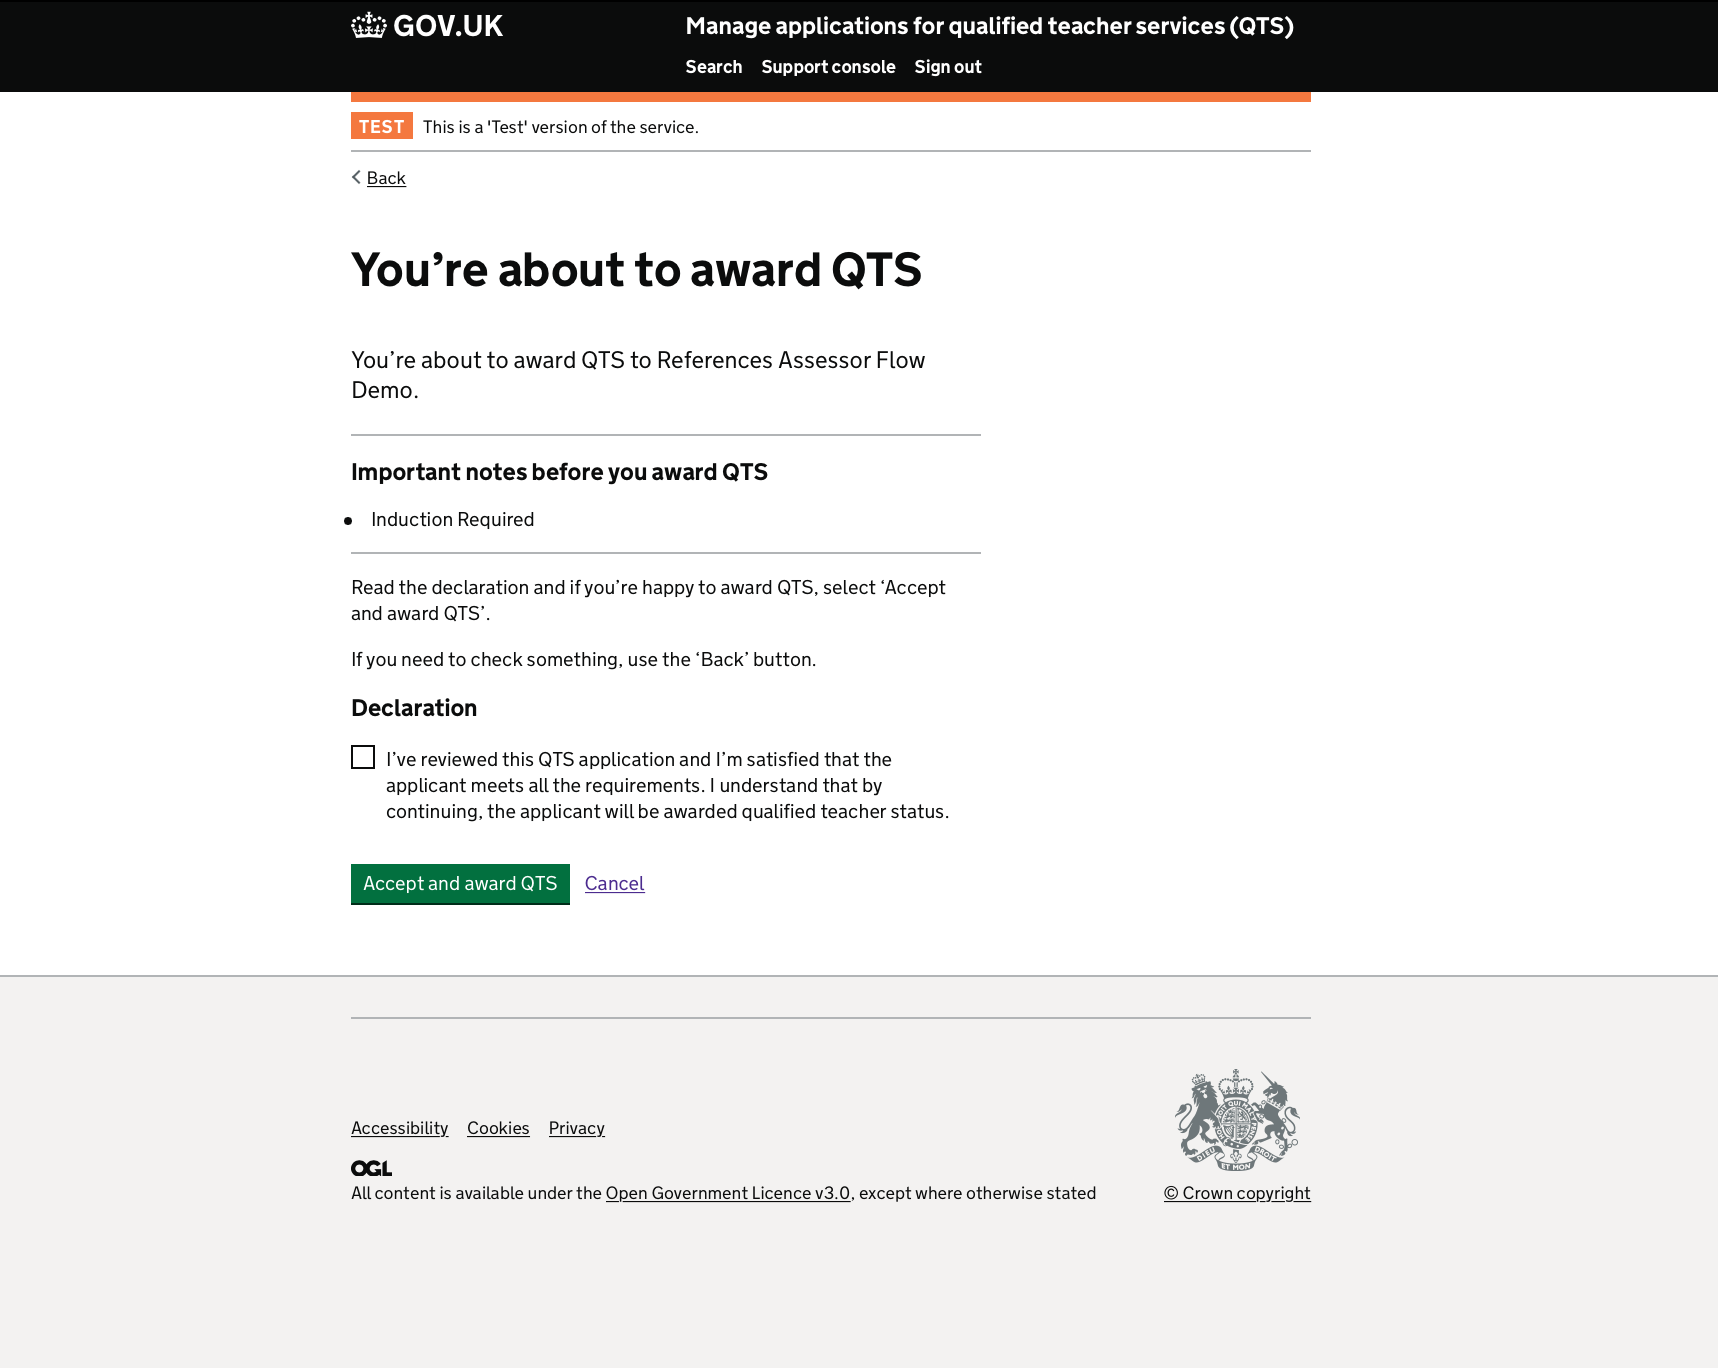 GOV.UK
Manage applications for qualified teacher services (QTS)
Search Support console Sign out
TEST This is a 'Test' version of the service.
Back
You’re about to award QTS
You’re about to award QTS to References Assessor Flow
Demo.
Important notes before you award QTS
• Induction Required
Read the declaration and if you’re happy to award QTS, select ‘Accept
and award QTS’.
If you need to check something, use the ‘Back’ button.
Declaration
I’ve reviewed this QTS application and I’m satisfied that the
applicant meets all the requirements. I understand that by
continuing, the applicant will be awarded qualified teacher status.
Accept and award QTS Cancel
Accessibility Cookies Privacy
OGL
All content is available under the Open Government Licence v3.0, except where otherwise stated
DIEU ET MON DROIT
© Crown copyright